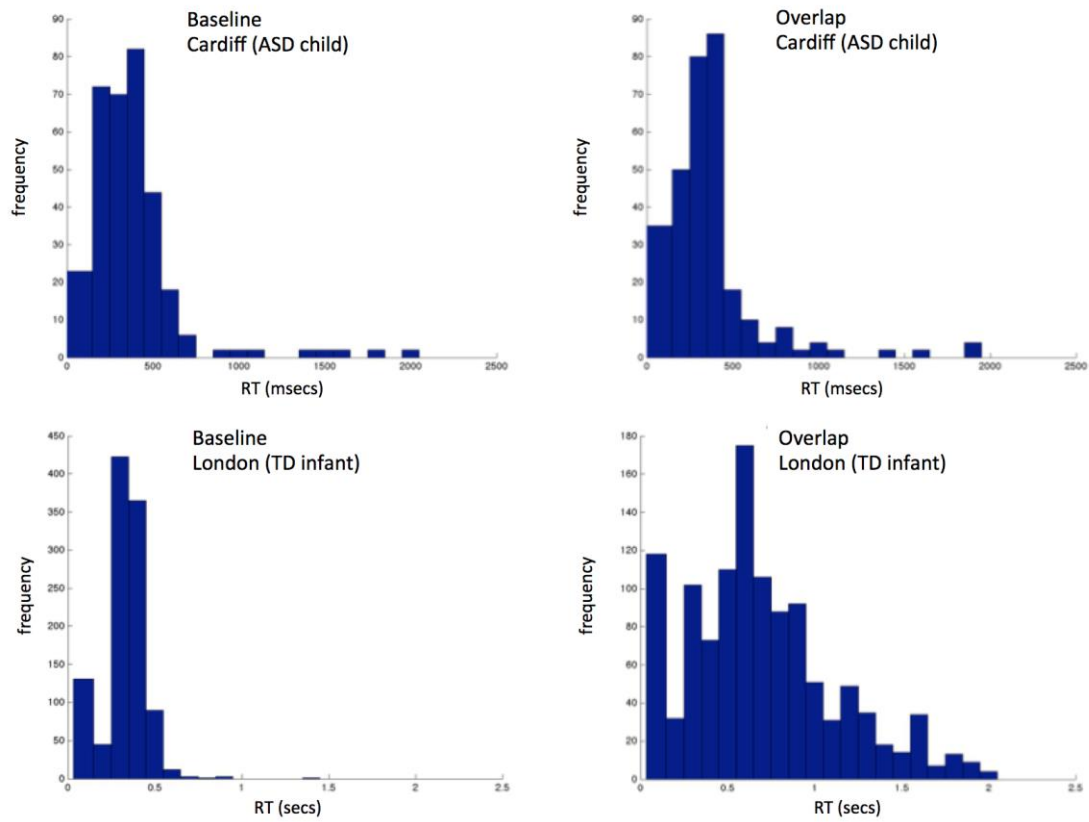 Baseline
Cardiff (ASD child)
90
80
70
60
50
40
30
20
10
0
frequency
0 500 1000 1500 2000 2500
RT (msecs)
Overlap
Cardiff (ASD child)
90
80
70
60
50
40
30
20
10
0
frequency
0 500 1000 1500 2000 2500
RT (msecs)
Baseline
London (TD infant)
450
400
350
300
250
200
150
100
50
0
frequency
0 0.5 1 1.5 2 2.5
RT (secs)
Overlap
London (TD infant)
180
160
140
120
100
80
60
40
20
0
frequency
0 0.5 1 1.5 2 2.5
RT (secs)